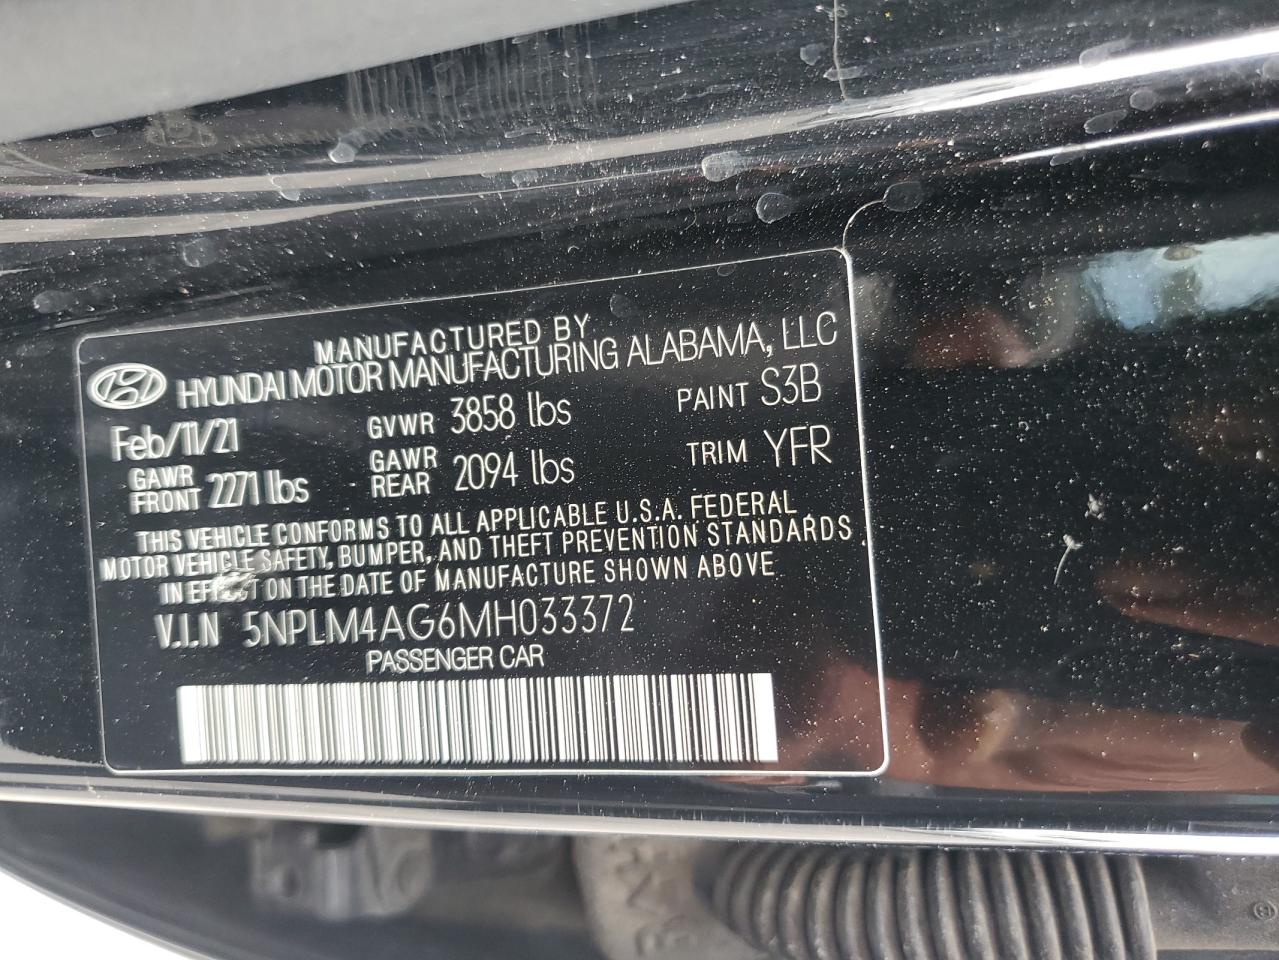 MANUFACTURED BY
HYUNDAI MOTOR MANUFACTURING ALABAMA, LLC
Feb/11/21 GVWR 3858 lbs PAINT S3B
GAWR FRONT 2271 lbs GAWR REAR 2094 lbs TRIM YFR
THIS VEHICLE CONFORMS TO ALL APPLICABLE U.S.A. FEDERAL
MOTOR VEHICLE SAFETY, BUMPER, AND THEFT PREVENTION STANDARDS
IN EFFECT ON THE DATE OF MANUFACTURE SHOWN ABOVE
V.I.N 5NPLM4AG6MH033372
PASSENGER CAR